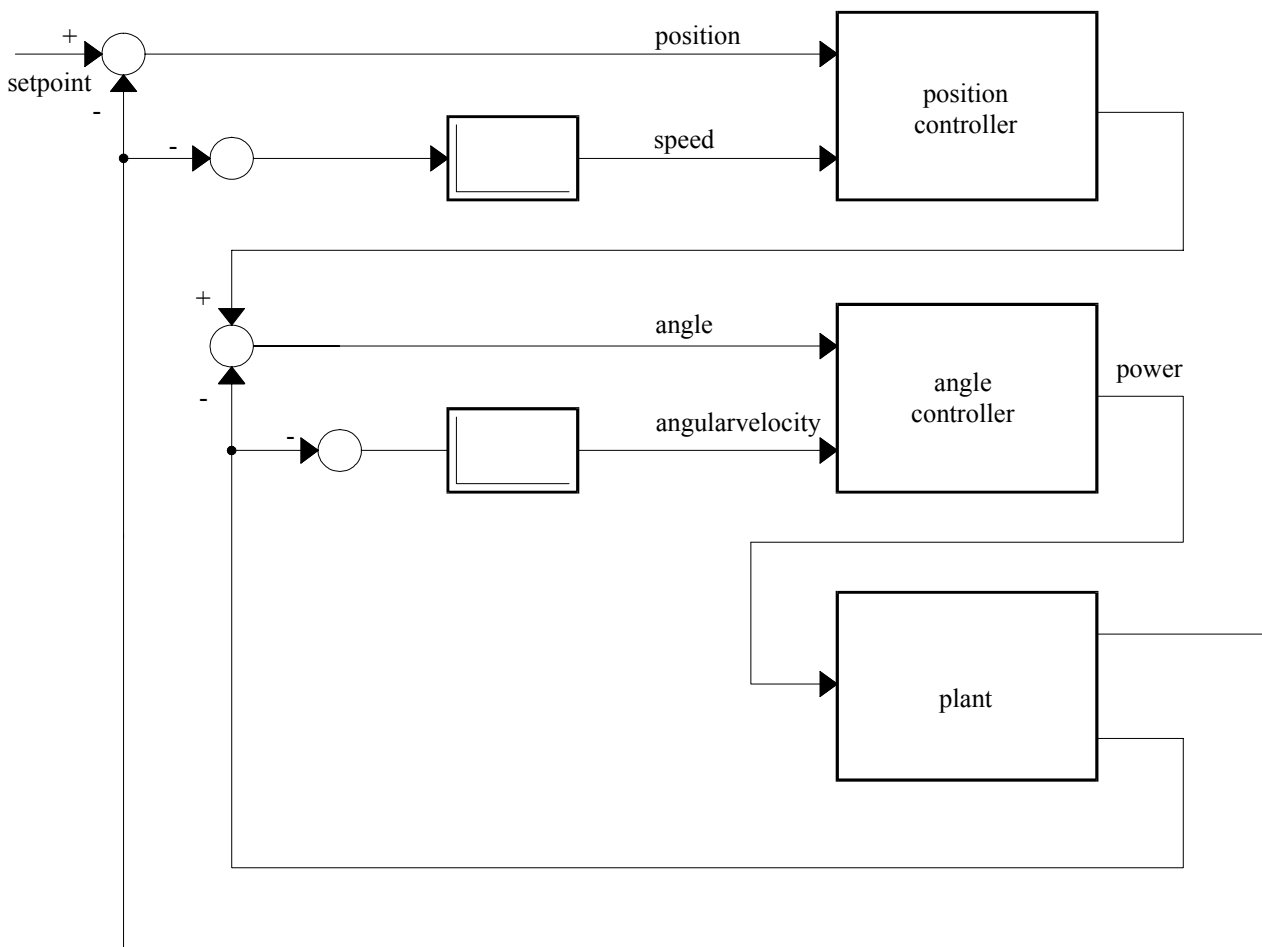 +
position
setpoint
-
position
controller
-
speed
+
angle
-
angle
controller
power
-
angularvelocity
plant